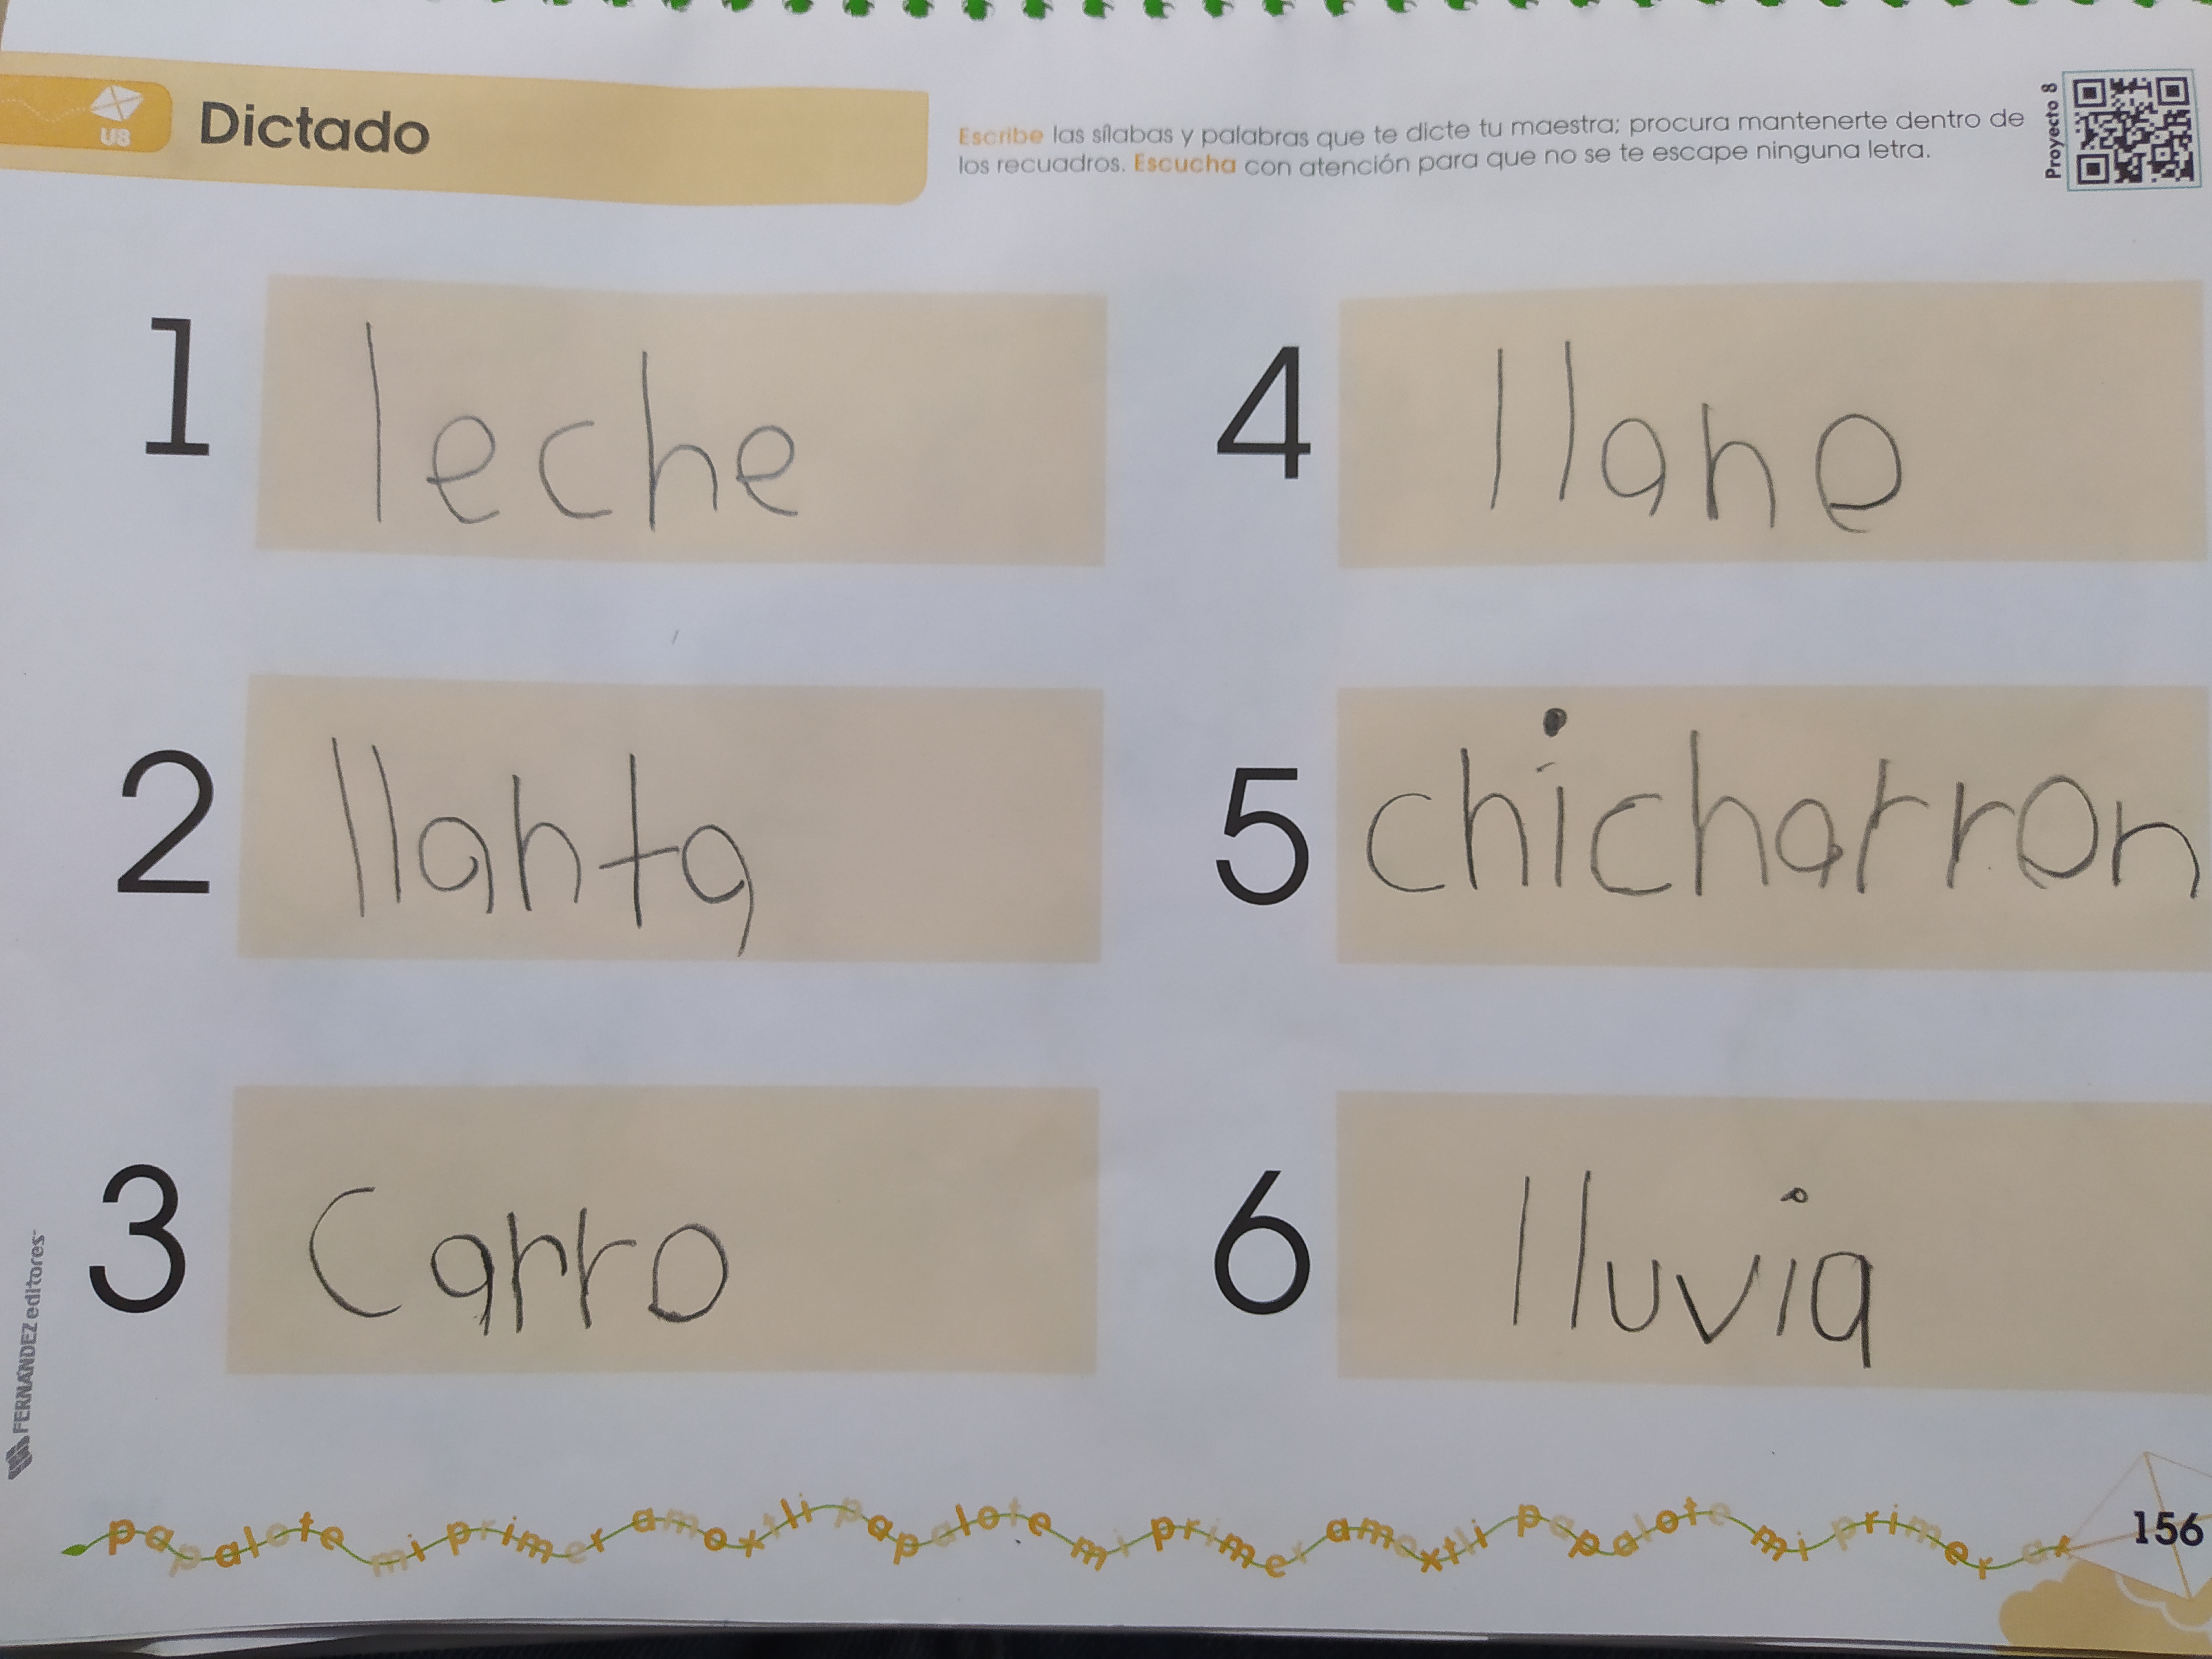 U8
Dictado
Escribe las sílabas y palabras que te dicte tu maestra; procura mantenerte dentro de
los recuadros. Escucha con atención para que no se te escape ninguna letra.
Proyecto 8
1 leche
2 llanta
3 Carro
4 llane
5 chicharron
6 lluvia
FERNÁNDEZ editores
papalote mi primer amoxtli papalote mi primer amoxtli papalote mi primer
156